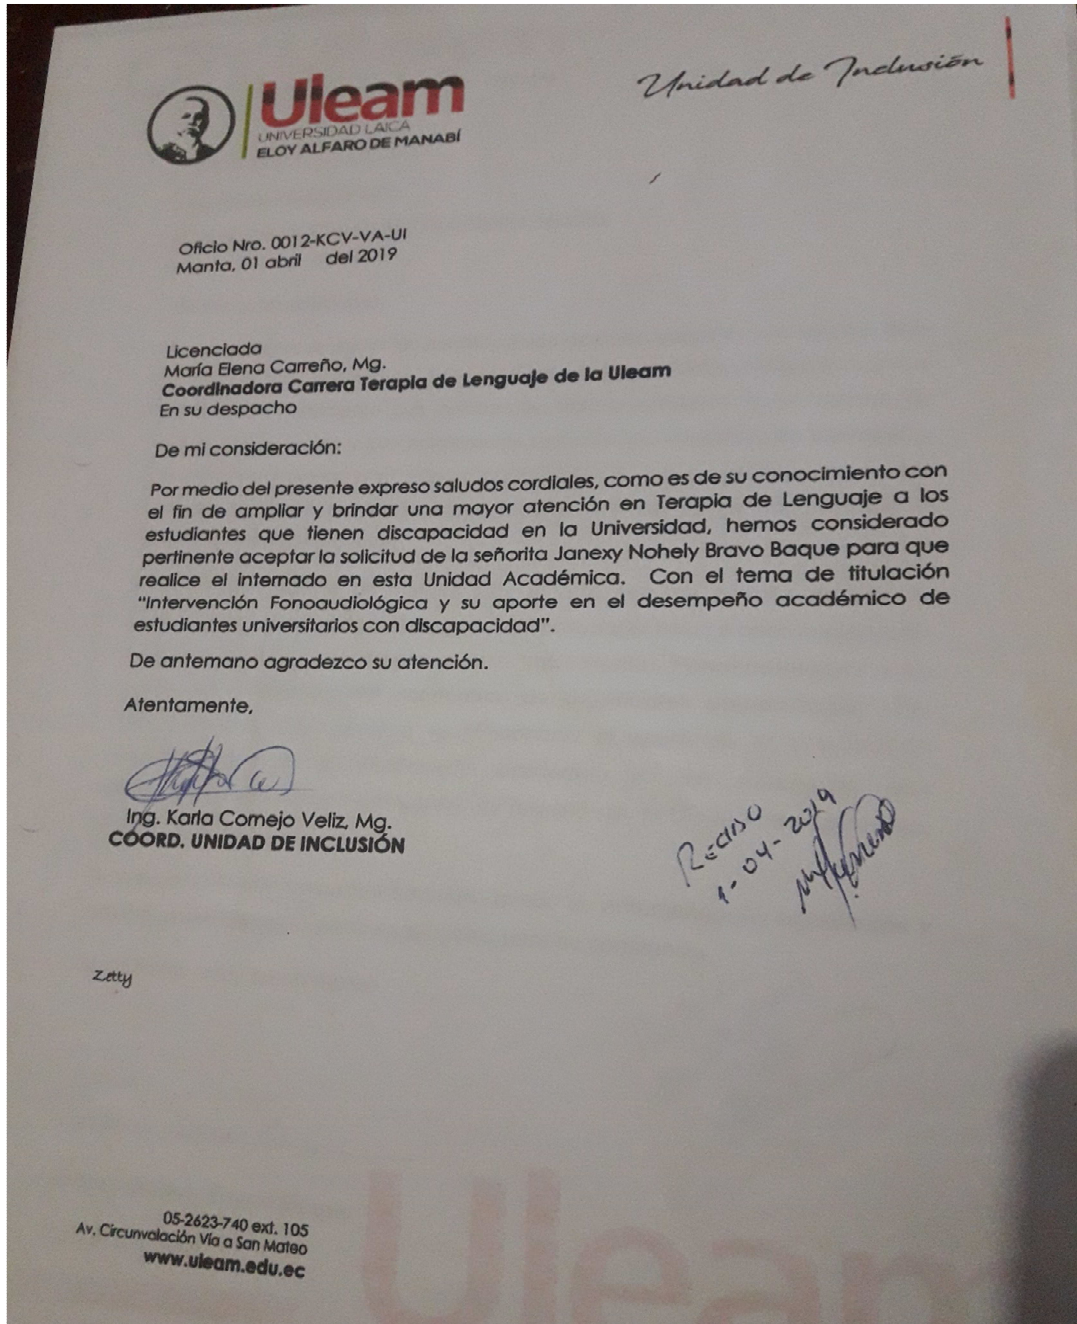 Uleam
UNIVERSIDAD LAICA
ELOY ALFARO DE MANABÍ
Unidad de Inclusión
Oficio Nro. 0012-KCV-VA-UI
Manta, 01 abril del 2019
Licenciada
María Elena Carreño, Mg.
Coordinadora Carrera Terapia de Lenguaje de la Uleam
En su despacho
De mi consideración:
Por medio del presente expreso saludos cordiales, como es de su conocimiento con
el fin de ampliar y brindar una mayor atención en Terapia de Lenguaje a los
estudiantes que tienen discapacidad en la Universidad, hemos considerado
pertinente aceptar la solicitud de la señorita Janexy Nohely Bravo Baque para que
realice el internado en esta Unidad Académica. Con el tema de titulación
"Intervención Fonoaudiológica y su aporte en el desempeño académico de
estudiantes universitarios con discapacidad".
De antemano agradezco su atención.
Atentamente,
Ing. Karla Cornejo Veliz, Mg.
COORD. UNIDAD DE INCLUSIÓN
Recibo
1-04-2019
Zetty
05-2623-740 ext. 105
Av. Circunvalación Vía a San Mateo
www.uleam.edu.ec
Uleam